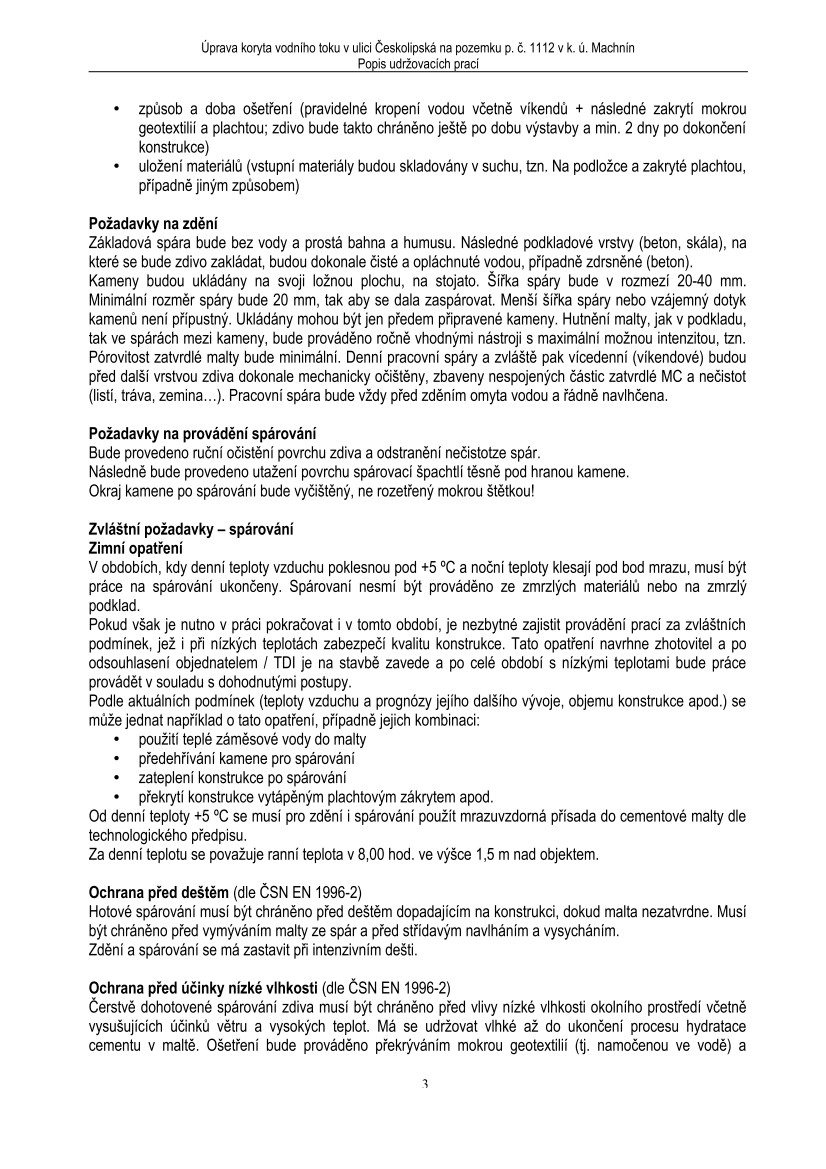 Úprava koryta vodního toku v ulici Českolipská na pozemku p. č. 1112 v k. ú. Machnín
Popis udržovacích prací
• způsob a doba ošetření (pravidelné kropení vodou včetně víkendů + následné zakrytí mokrou
geotextilií a plachtou; zdivo bude takto chráněno ještě po dobu výstavby a min. 2 dny po dokončení
konstrukce)
• uložení materiálů (vstupní materiály budou skladovány v suchu, tzn. Na podložce a zakryté plachtou,
případně jiným způsobem)
Požadavky na zdění
Základová spára bude bez vody a prostá bahna a humusu. Následné podkladové vrstvy (beton, skála), na
které se bude zdivo zakládat, budou dokonale čisté a opláchnuté vodou, případně zdrsněné (beton).
Kameny budou ukládány na svoji ložnou plochu, na stojato. Šířka spáry bude v rozmezí 20-40 mm.
Minimální rozměr spáry bude 20 mm, tak aby se dala zaspárovat. Menší šířka spáry nebo vzájemný dotyk
kamenů není přípustný. Ukládány mohou být jen předem připravené kameny. Hutnění malty, jak v podkladu,
tak ve spárách mezi kameny, bude prováděno ročně vhodnými nástroji s maximální možnou intenzitou, tzn.
Pórovitost zatvrdlé malty bude minimální. Denní pracovní spáry a zvláště pak vícedenní (víkendové) budou
před další vrstvou zdiva dokonale mechanicky očištěny, zbaveny nespojených částic zatvrdlé MC a nečistot
(listí, tráva, zemina…). Pracovní spára bude vždy před zděním omyta vodou a řádně navlhčena.
Požadavky na provádění spárování
Bude provedeno ruční očistění povrchu zdiva a odstranění nečistotze spár.
Následně bude provedeno utažení povrchu spárovací špachtlí těsně pod hranou kamene.
Okraj kamene po spárování bude vyčištěný, ne rozetřený mokrou štětkou!
Zvláštní požadavky – spárování
Zimní opatření
V obdobích, kdy denní teploty vzduchu poklesnou pod +5 ºC a noční teploty klesají pod bod mrazu, musí být
práce na spárování ukončeny. Spárovaní nesmí být prováděno ze zmrzlých materiálů nebo na zmrzlý
podklad.
Pokud však je nutno v práci pokračovat i v tomto období, je nezbytné zajistit provádění prací za zvláštních
podmínek, jež i při nízkých teplotách zabezpečí kvalitu konstrukce. Tato opatření navrhne zhotovitel a po
odsouhlasení objednatelem / TDI je na stavbě zavede a po celé období s nízkými teplotami bude práce
provádět v souladu s dohodnutými postupy.
Podle aktuálních podmínek (teploty vzduchu a prognózy jejího dalšího vývoje, objemu konstrukce apod.) se
může jednat například o tato opatření, případně jejich kombinaci:
• použití teplé záměsové vody do malty
• předehřívání kamene pro spárování
• zateplení konstrukce po spárování
• překrytí konstrukce vytápěným plachtovým zákrytem apod.
Od denní teploty +5 ºC se musí pro zdění i spárování použít mrazuvzdorná přísada do cementové malty dle
technologického předpisu.
Za denní teplotu se považuje ranní teplota v 8,00 hod. ve výšce 1,5 m nad objektem.
Ochrana před deštěm (dle ČSN EN 1996-2)
Hotové spárování musí být chráněno před deštěm dopadajícím na konstrukci, dokud malta nezatvrdne. Musí
být chráněno před vymýváním malty ze spár a před střídavým navlháním a vysycháním.
Zdění a spárování se má zastavit při intenzivním dešti.
Ochrana před účinky nízké vlhkosti (dle ČSN EN 1996-2)
Čerstvě dohotovené spárování zdiva musí být chráněno před vlivy nízké vlhkosti okolního prostředí včetně
vysušujících účinků větru a vysokých teplot. Má se udržovat vlhké až do ukončení procesu hydratace
cementu v maltě. Ošetření bude prováděno překrýváním mokrou geotextilií (tj. namočenou ve vodě) a
3